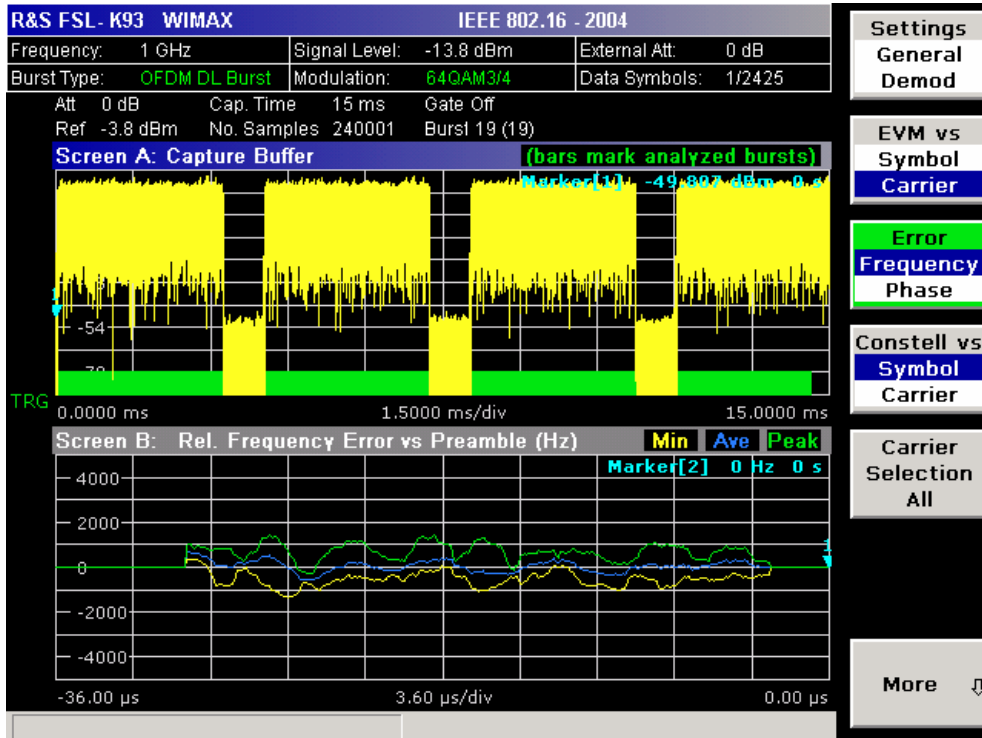 R&S FSL-K93 WIMAX IEEE 802.16 - 2004
Frequency: 1 GHz Signal Level: -13.8 dBm External Att: 0 dB
Burst Type: OFDM DL Burst Modulation: 64QAM3/4 Data Symbols: 1/2425
Att 0 dB Cap. Time 15 ms Gate Off
Ref -3.8 dBm No. Samples 240001 Burst 19 (19)
Screen A: Capture Buffer (bars mark analyzed bursts)
Marker[1] -49.807 dBm 0 s
1
-54
TRG
0.0000 ms 1.5000 ms/div 15.0000 ms
Screen B: Rel. Frequency Error vs Preamble (Hz) Min Ave Peak
Marker[2] 0 Hz 0 s
4000
2000
0
-2000
-4000
-36.00 µs 3.60 µs/div 0.00 µs
Settings
General
Demod
EVM vs
Symbol
Carrier
Error
Frequency
Phase
Constell vs
Symbol
Carrier
Carrier
Selection
All
More